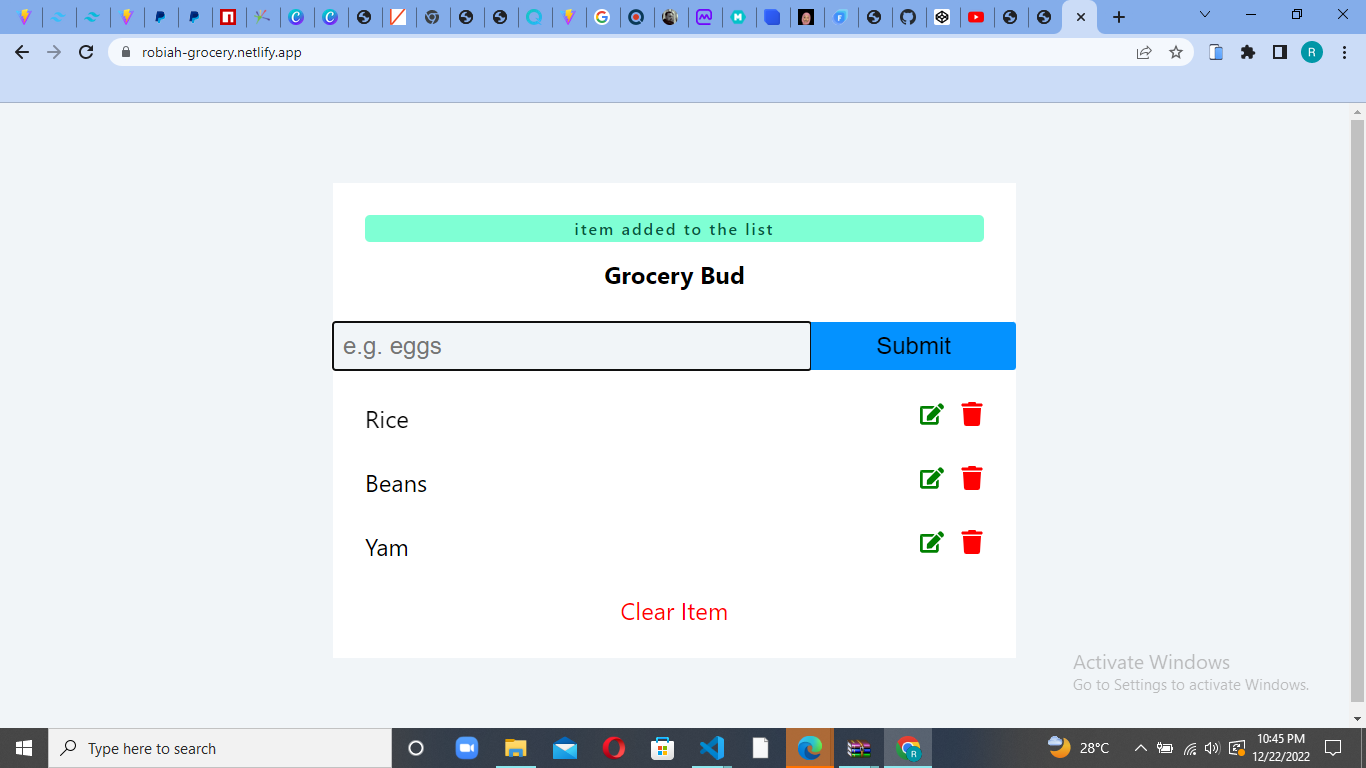 robiah-grocery.netlify.app
R
item added to the list
Grocery Bud
e.g. eggs
Submit
Rice
Beans
Yam
Clear Item
Activate Windows
Go to Settings to activate Windows.
Type here to search
28°C
10:45 PM
12/22/2022